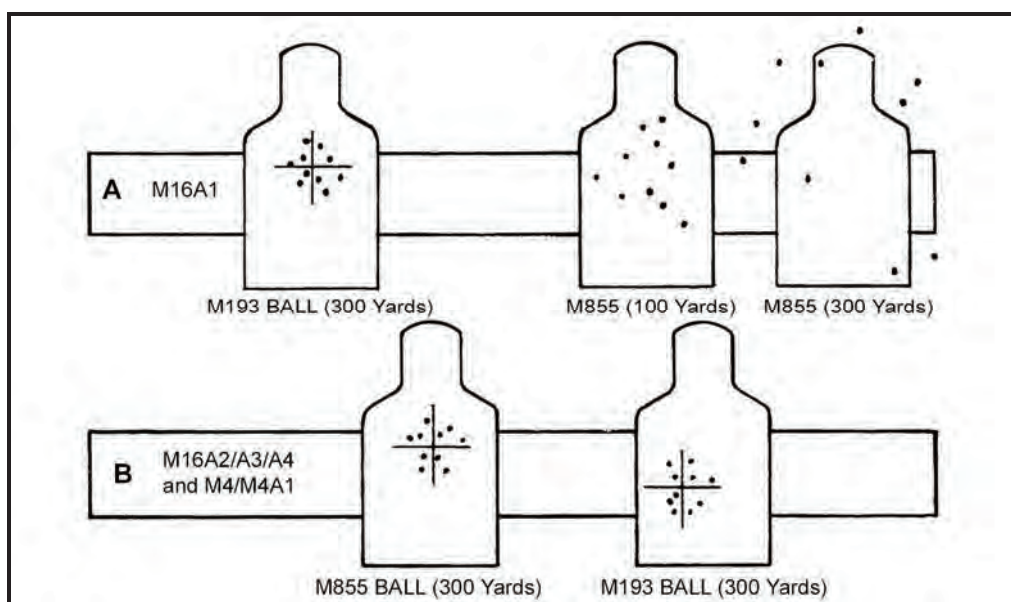 A M16A1
M193 BALL (300 Yards)
M855 (100 Yards)
M855 (300 Yards)
B
M16A2/A3/A4
and M4/M4A1
M855 BALL (300 Yards)
M193 BALL (300 Yards)